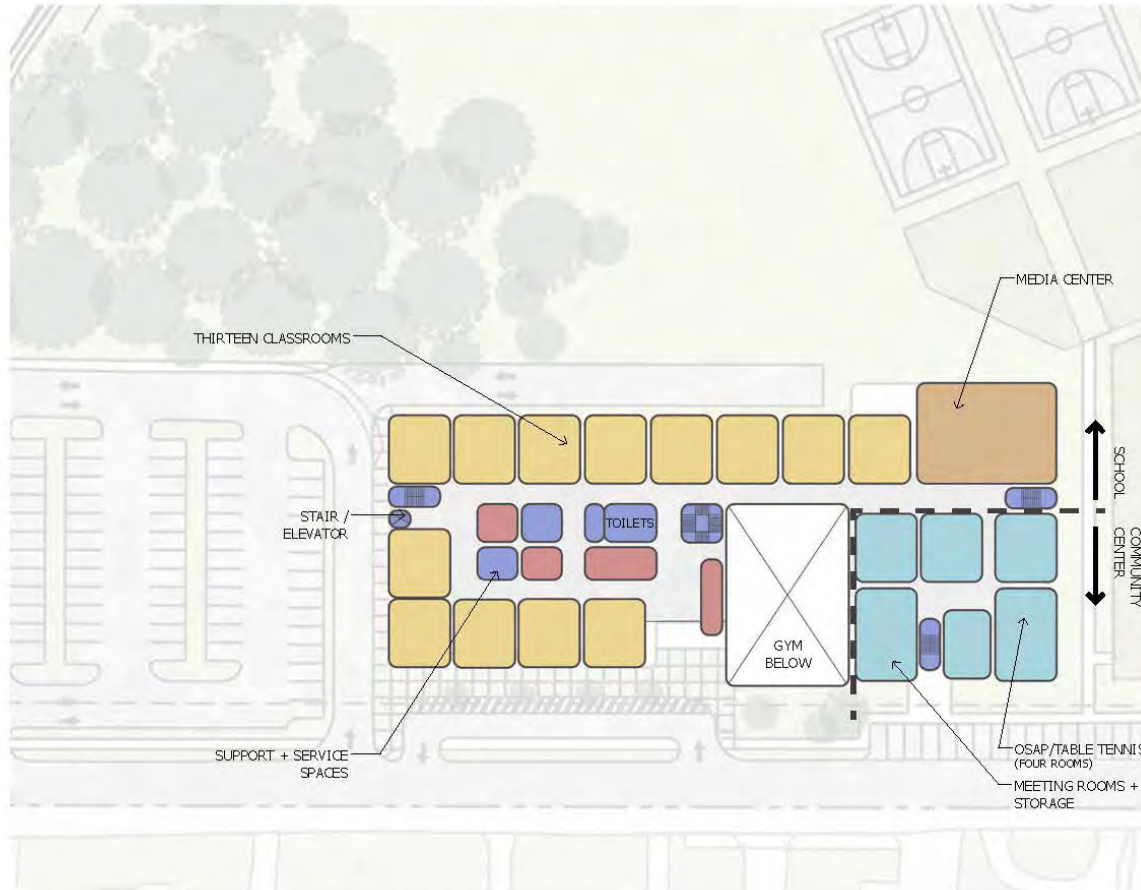 MEDIA CENTER
THIRTEEN CLASSROOMS
SCHOOL
STAIR /
ELEVATOR
TOILETS
COMMUNITY
CENTER
GYM
BELOW
SUPPORT + SERVICE
SPACES
OSAP/TABLE TENNIS
(FOUR ROOMS)
MEETING ROOMS +
STORAGE